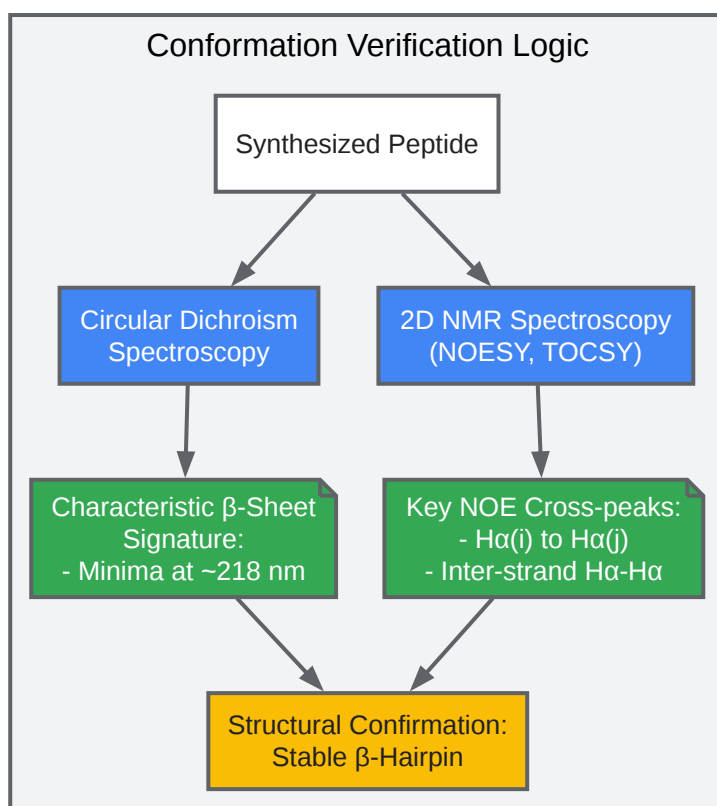 Conformation Verification Logic
Synthesized Peptide
Circular Dichroism
Spectroscopy
2D NMR Spectroscopy
(NOESY, TOCSY)
Characteristic β-Sheet
Signature:
- Minima at ~218 nm
Key NOE Cross-peaks:
- Hα(i) to Hα(j)
- Inter-strand Hα-Hα
Structural Confirmation:
Stable β-Hairpin